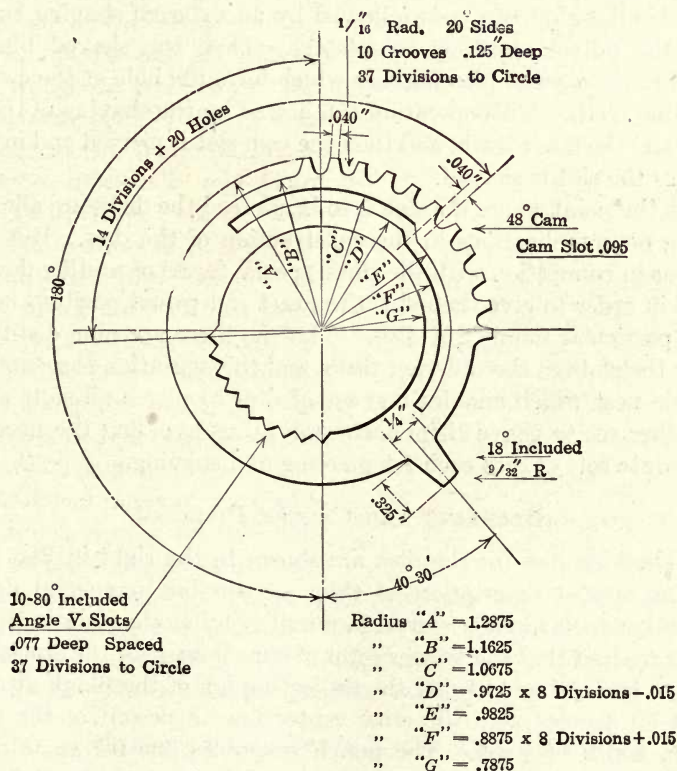 1/16" Rad. 20° Sides
10 Grooves .125" Deep
37 Divisions to Circle
.040"
.040"
14 Divisions + 20 Holes
180°
48° Cam
Cam Slot .095
"A"
"B"
"C"
"D"
"E"
"F"
"G"
1/4"
.325"
18° Included
9/32" R
40°-30'
10-80° Included
Angle V. Slots
.077 Deep Spaced
37 Divisions to Circle
Radius "A" = 1.2875
,, "B" = 1.1625
,, "C" = 1.0675
,, "D" = .9725 x 8 Divisions -.015
,, "E" = .9825
,, "F" = .8875 x 8 Divisions +.015
,, "G" = .7875